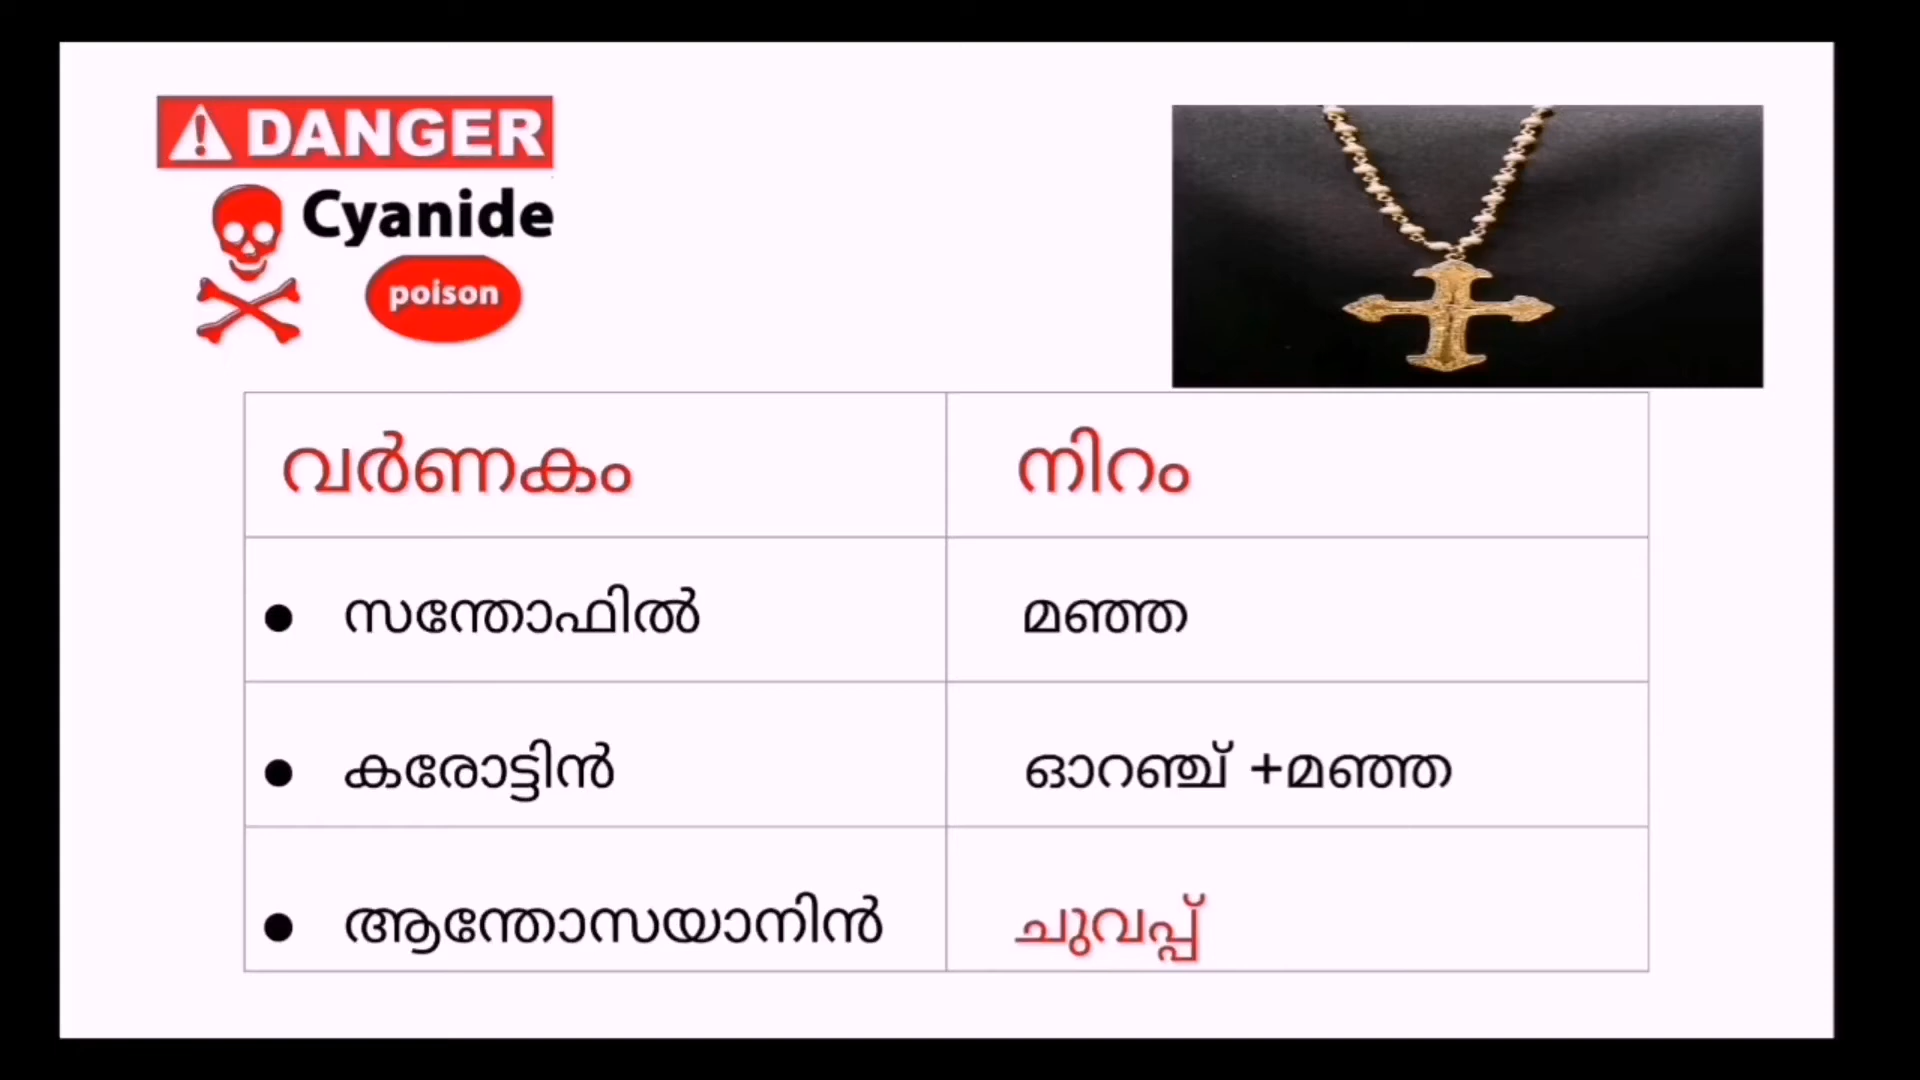 DANGER
Cyanide
poison
വർണകം നിറം
● സന്തോഫിൽ മഞ്ഞ
● കരോട്ടിൻ ഓറഞ്ച് +മഞ്ഞ
● ആന്തോസയാനിൻ ചുവപ്പ്